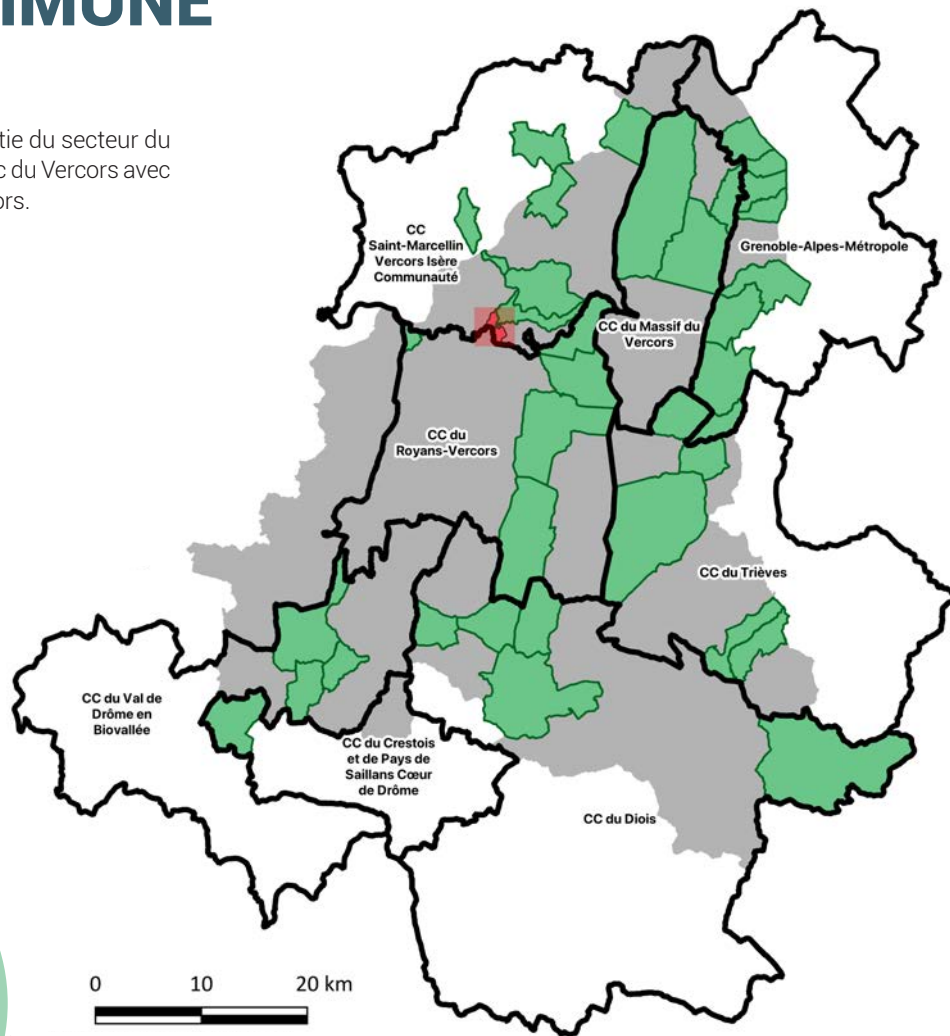 MMUNE
tie du secteur du
c du Vercors avec
ors.
CC
Saint-Marcellin
Vercors Isère
Communauté
Grenoble-Alpes-Métropole
CC du Massif du
Vercors
CC du
Royans-Vercors
CC du Trièves
CC du Val de
Drôme en
Biovallée
CC du Crestois
et de Pays de
Saillans Cœur
de Drôme
CC du Diois
0 10 20 km